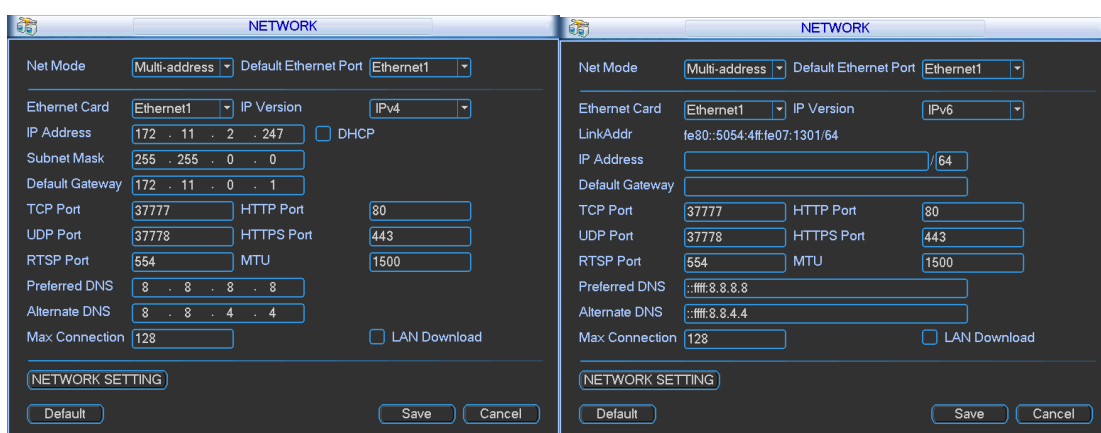 NETWORK
Net Mode Multi-address Default Ethernet Port Ethernet1
Ethernet Card Ethernet1 IP Version IPv4
IP Address 172 . 11 . 2 . 247 DHCP
Subnet Mask 255 . 255 . 0 . 0
Default Gateway 172 . 11 . 0 . 1
TCP Port 37777 HTTP Port 80
UDP Port 37778 HTTPS Port 443
RTSP Port 554 MTU 1500
Preferred DNS 8 . 8 . 8 . 8
Alternate DNS 8 . 8 . 4 . 4
Max Connection 128 LAN Download
NETWORK SETTING
Default Save Cancel
NETWORK
Net Mode Multi-address Default Ethernet Port Ethernet1
Ethernet Card Ethernet1 IP Version IPv6
LinkAddr fe80::5054:4ff:fe07:1301/64
IP Address / 64
Default Gateway
TCP Port 37777 HTTP Port 80
UDP Port 37778 HTTPS Port 443
RTSP Port 554 MTU 1500
Preferred DNS ::ffff:8.8.8.8
Alternate DNS ::ffff:8.8.4.4
Max Connection 128 LAN Download
NETWORK SETTING
Default Save Cancel